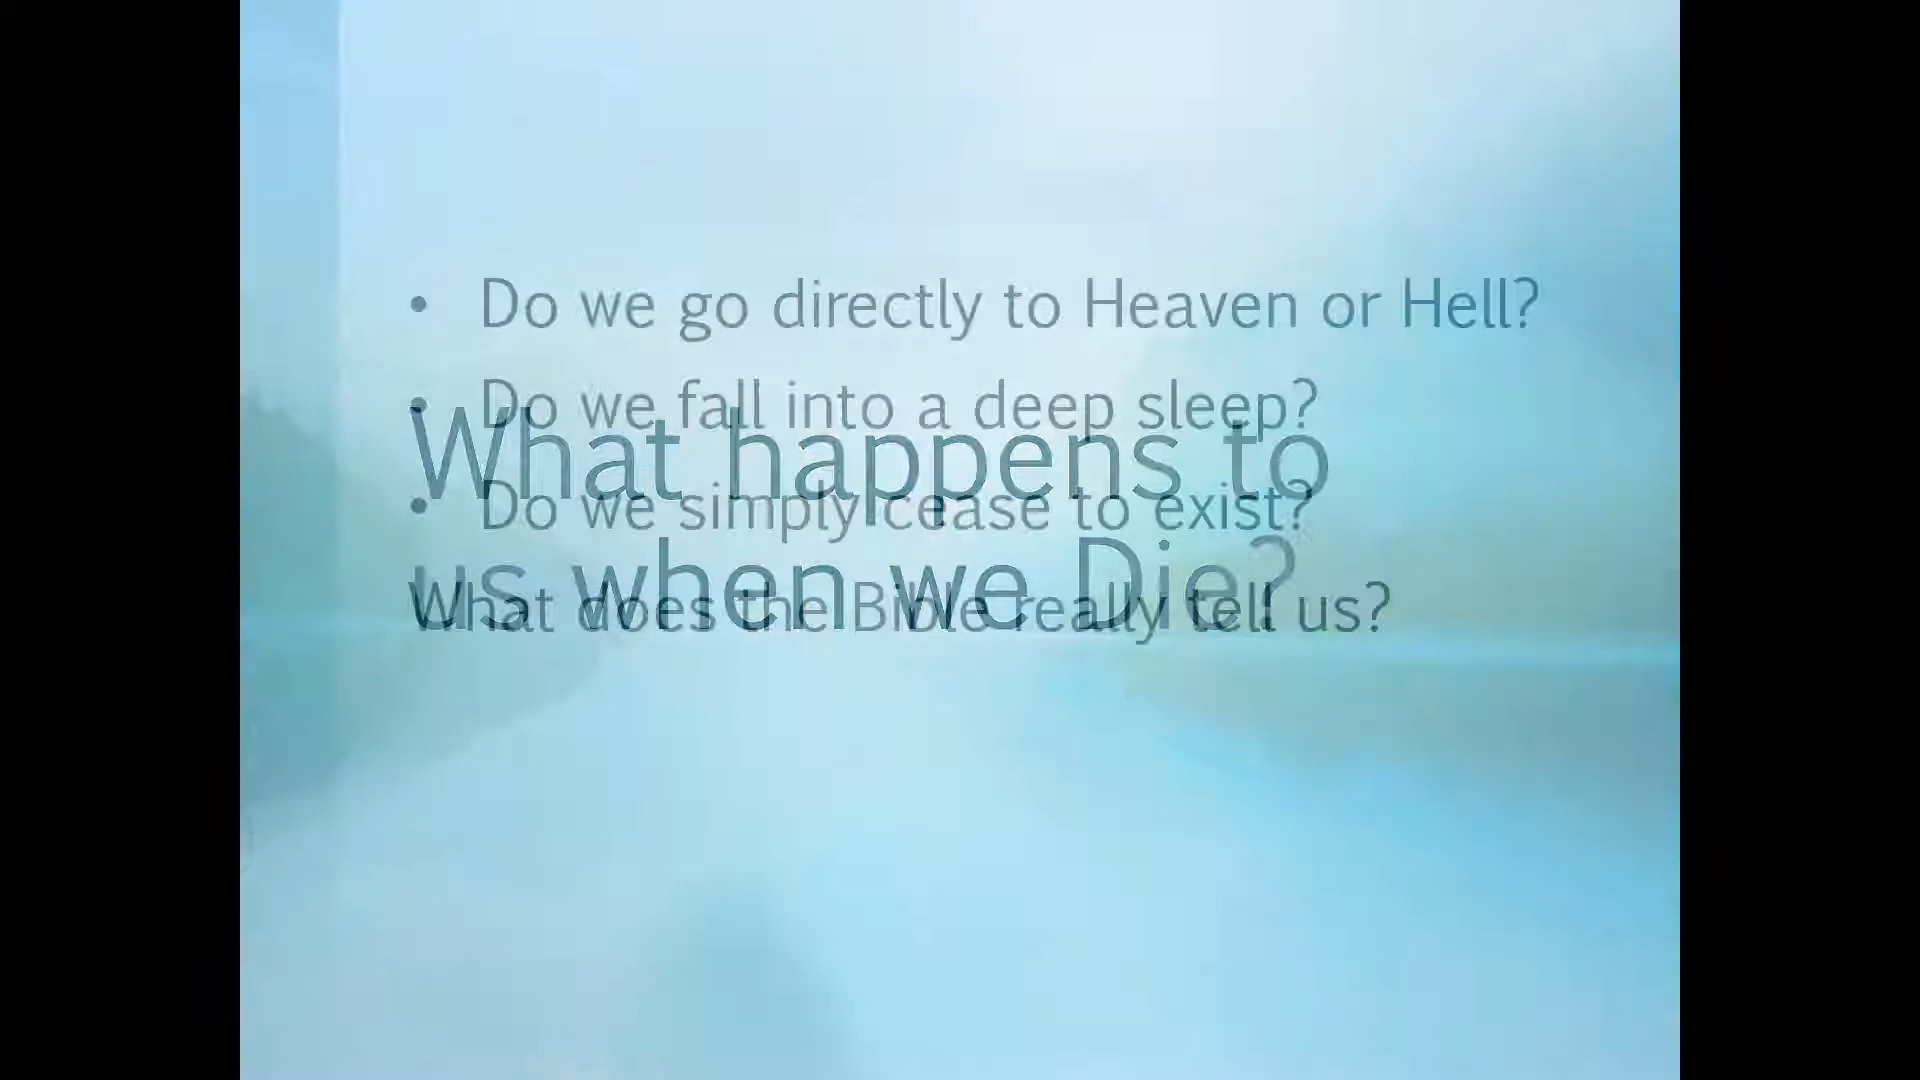 • Do we go directly to Heaven or Hell?
• Do we fall into a deep sleep?
What happens to
• Do we simply cease to exist?
us when we Die?
What does the Bible really tell us?